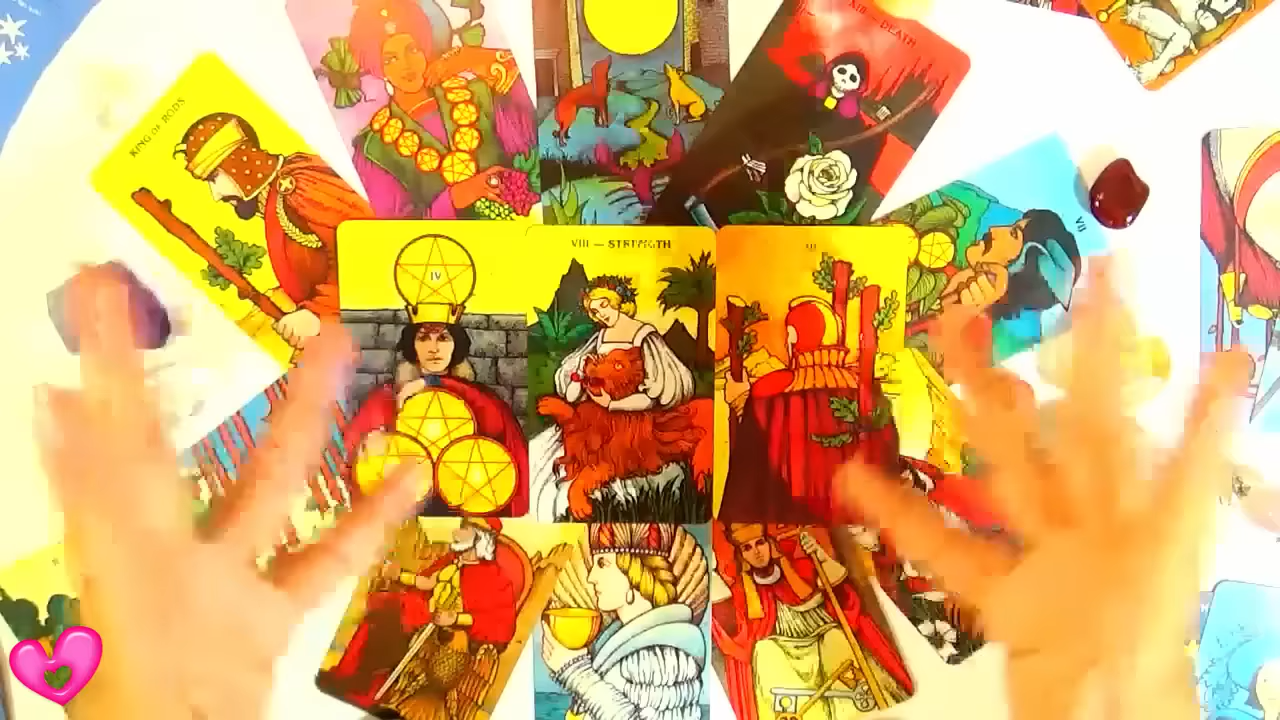 XIII — DEATH
KING OF RODS
VII
VIII — STRENGTH
III
IV